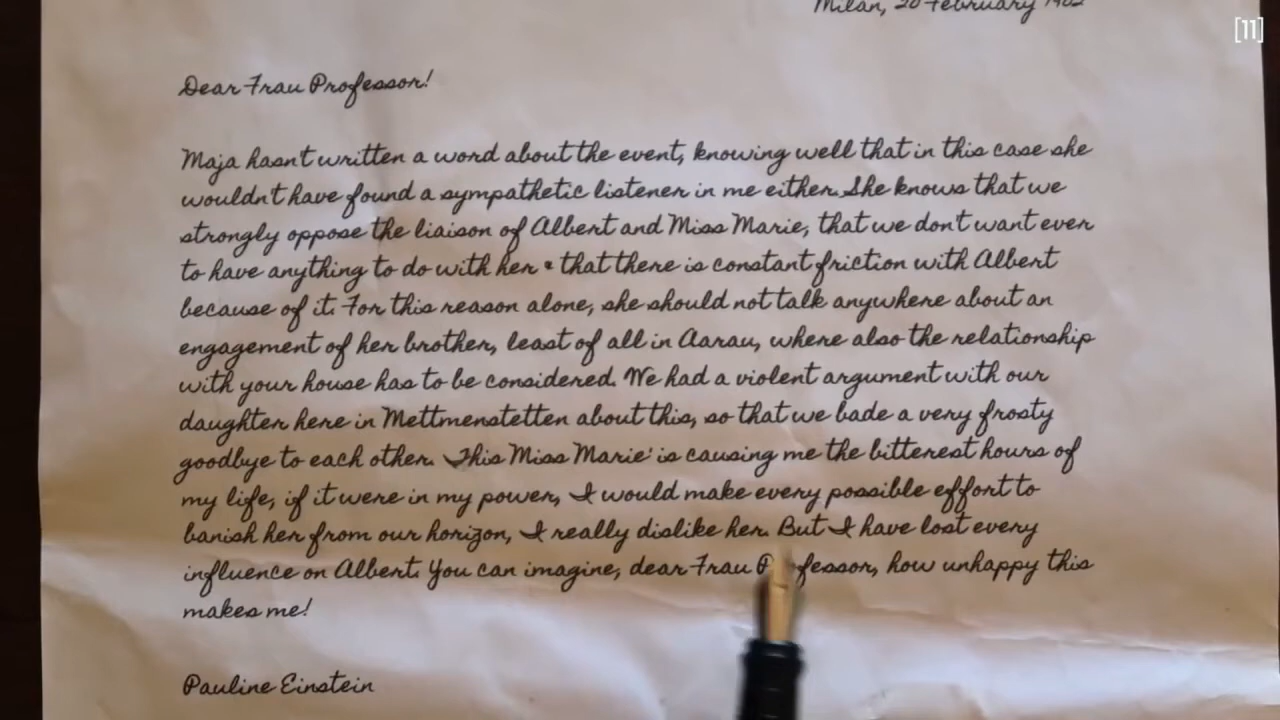 Milan, 20 February 1902
[11]
Dear Frau Professor!
Maja hasn't written a word about the event, knowing well that in this case she
wouldn't have found a sympathetic listener in me either. She knows that we
strongly oppose the liaison of Albert and Miss Marie, that we don't want ever
to have anything to do with her & that there is constant friction with Albert
because of it. For this reason alone, she should not talk anywhere about an
engagement of her brother, least of all in Aarau, where also the relationship
with your house has to be considered. We had a violent argument with our
daughter here in Mettmenstetten about this, so that we bade a very frosty
goodbye to each other. This Miss Marie' is causing me the bitterest hours of
my life, if it were in my power, I would make every possible effort to
banish her from our horizon, I really dislike her. But I have lost every
influence on Albert. You can imagine, dear Frau Professor, how unhappy this
makes me!
Pauline Einstein